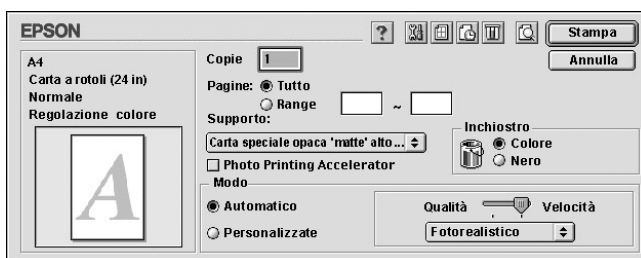 EPSON
? Stampa
A4
Carta a rotoli (24 in)
Normale
Regolazione colore
A
Copie 1
Annulla
Pagine: Tutto
Range ~
Supporto:
Carta speciale opaca 'matte' alto ...
Photo Printing Accelerator
Inchiostro
Colore
Nero
Modo
Automatico
Personalizzate
Qualità Velocità
Fotorealistico